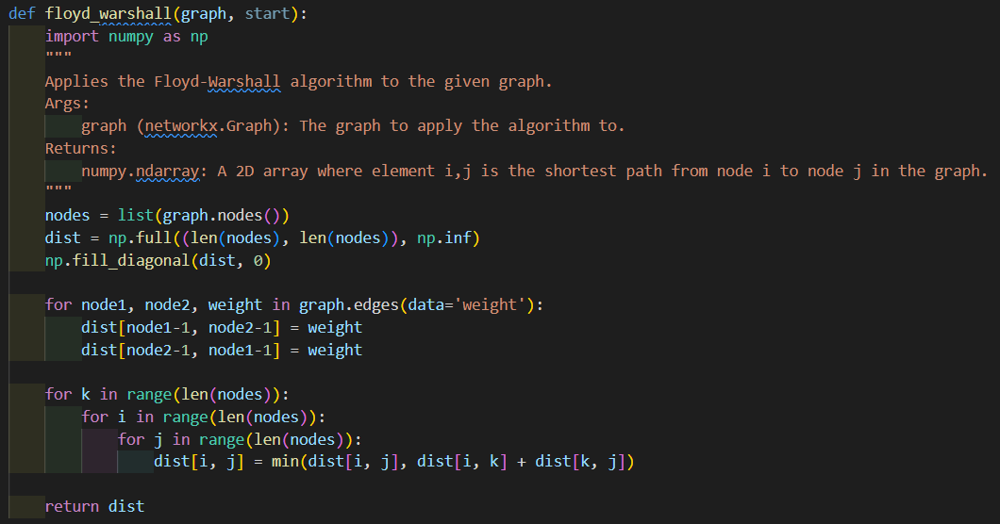 def floyd_warshall(graph, start):
    import numpy as np
    """
    Applies the Floyd-Warshall algorithm to the given graph.
    Args:
        graph (networkx.Graph): The graph to apply the algorithm to.
    Returns:
        numpy.ndarray: A 2D array where element i,j is the shortest path from node i to node j in the graph.
    """
    nodes = list(graph.nodes())
    dist = np.full((len(nodes), len(nodes)), np.inf)
    np.fill_diagonal(dist, 0)

    for node1, node2, weight in graph.edges(data='weight'):
        dist[node1-1, node2-1] = weight
        dist[node2-1, node1-1] = weight

    for k in range(len(nodes)):
        for i in range(len(nodes)):
            for j in range(len(nodes)):
                dist[i, j] = min(dist[i, j], dist[i, k] + dist[k, j])

    return dist